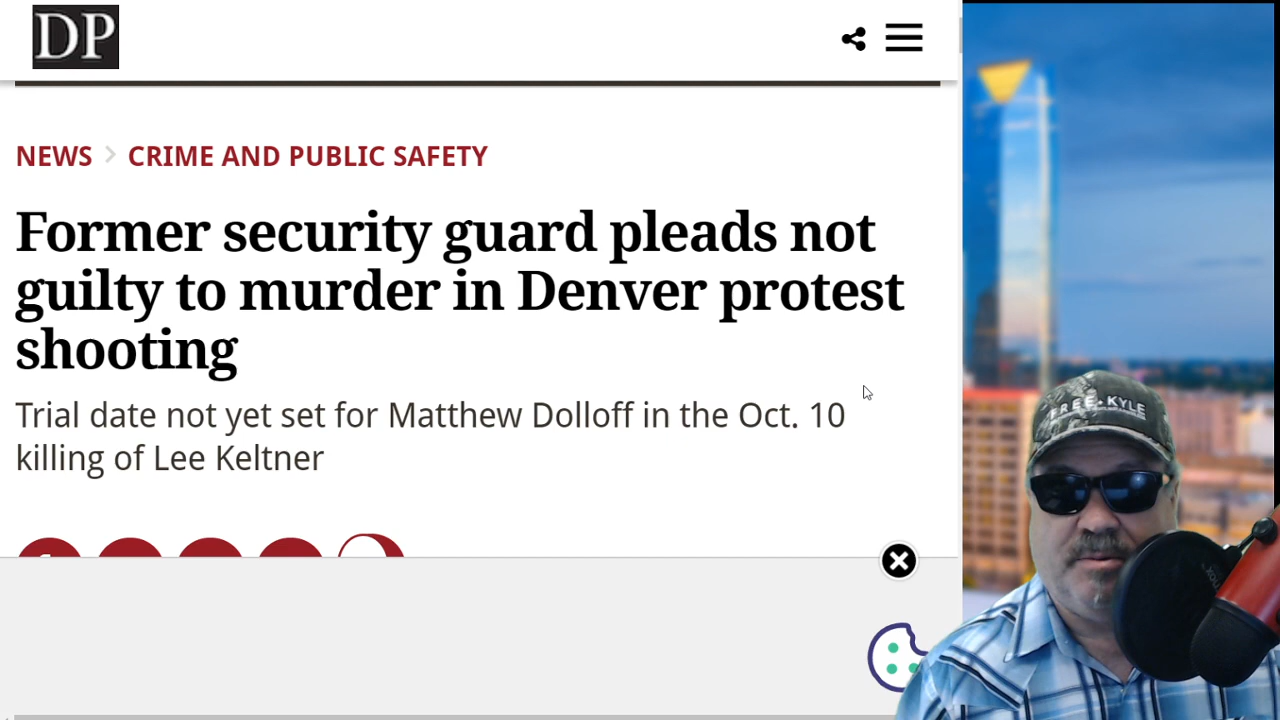 DP
NEWS > CRIME AND PUBLIC SAFETY
Former security guard pleads not
guilty to murder in Denver protest
shooting
Trial date not yet set for Matthew Dolloff in the Oct. 10
killing of Lee Keltner
FREE KYLE